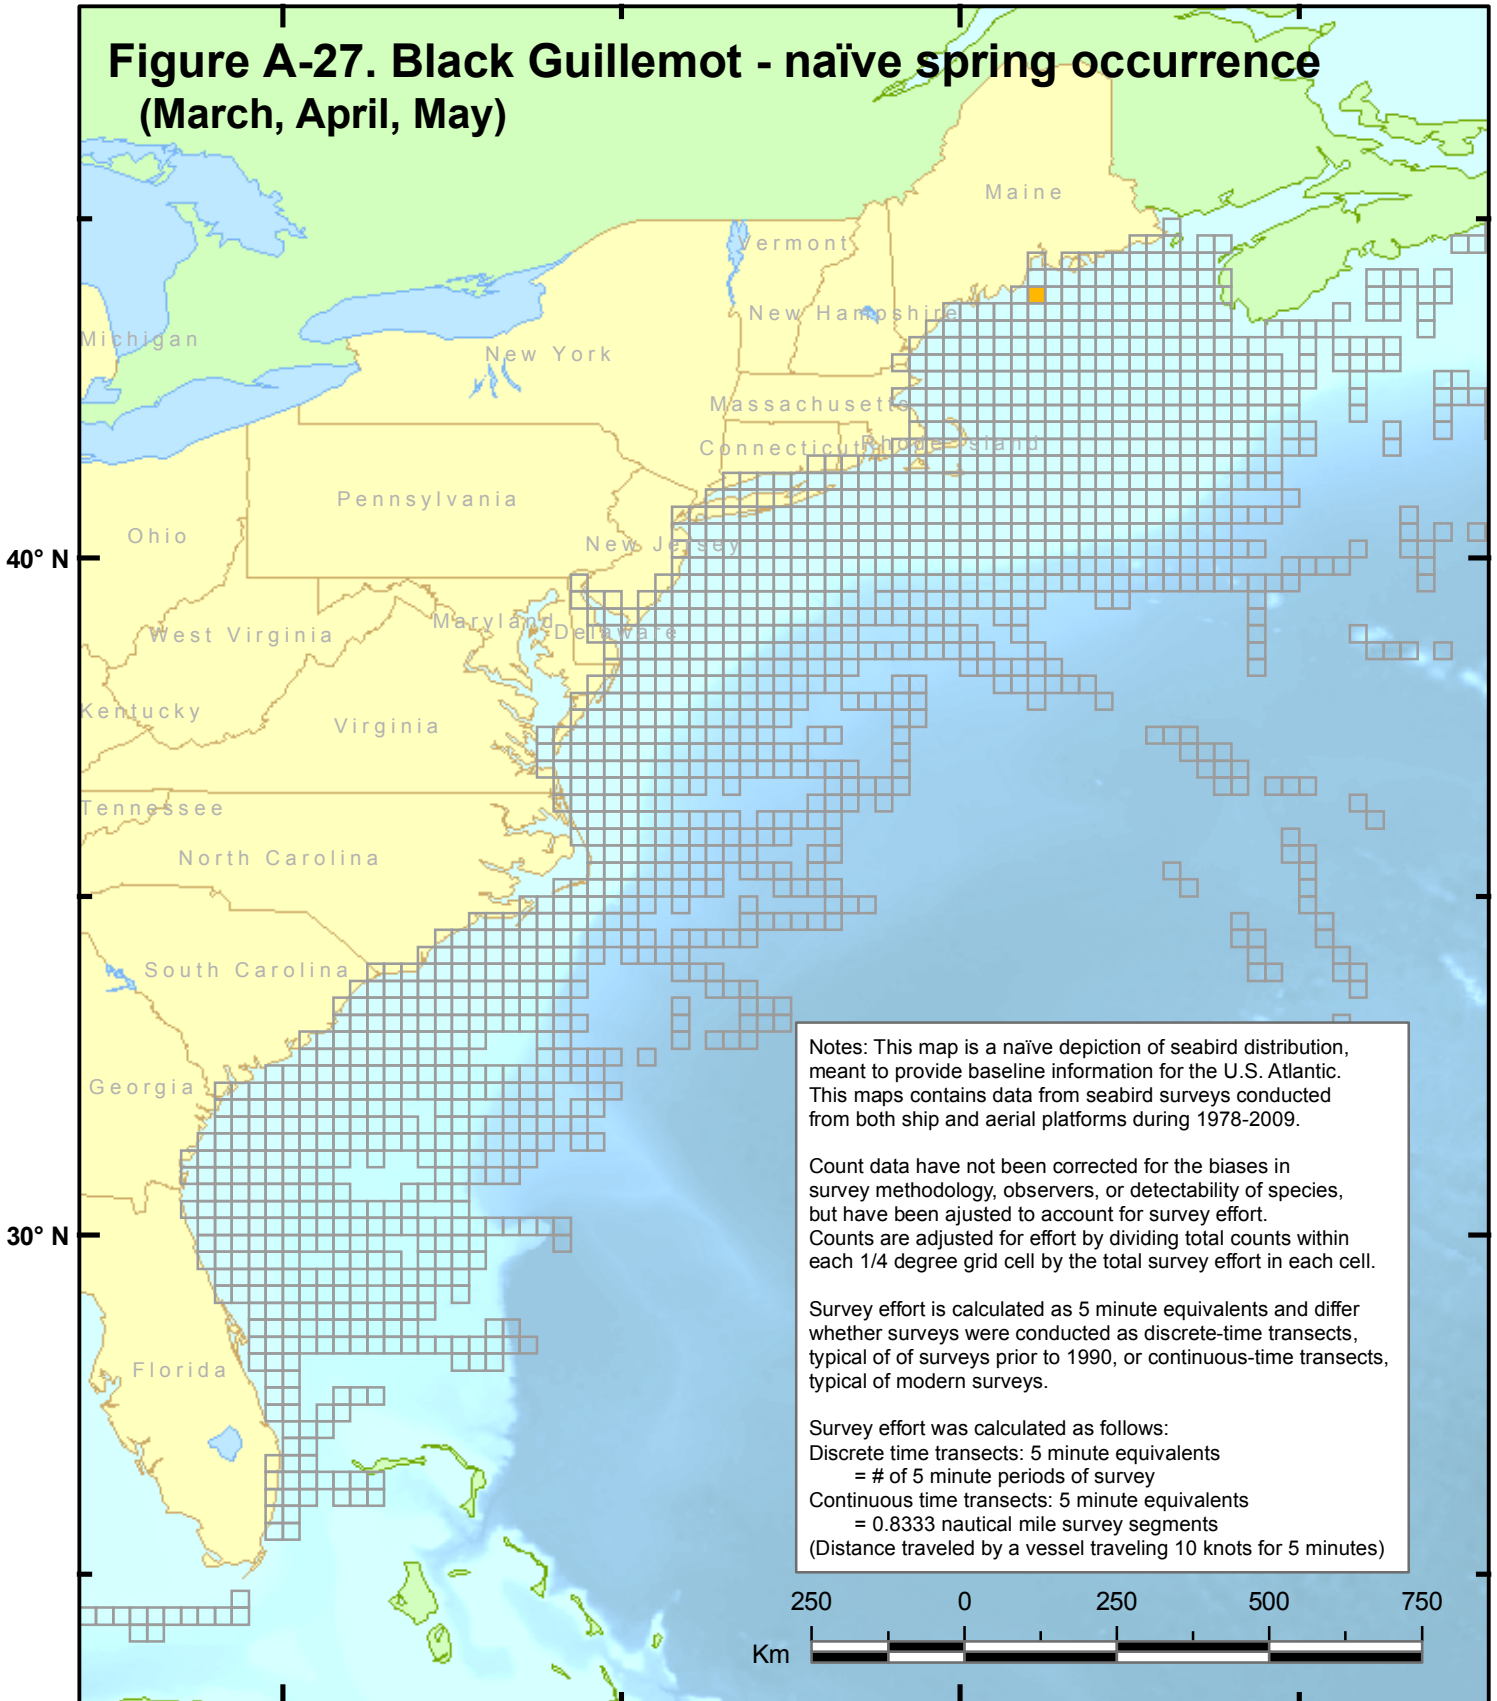 Figure A-27. Black Guillemot - naïve spring occurrence
(March, April, May)
Maine
Vermont
New Hampshire
Michigan
New York
Massachusetts
Connecticut
Rhode Island
Pennsylvania
Ohio
New Jersey
40° N
Maryland
Delaware
West Virginia
Kentucky
Virginia
Tennessee
North Carolina
South Carolina
Georgia
30° N
Florida
Notes: This map is a naïve depiction of seabird distribution,
meant to provide baseline information for the U.S. Atlantic.
This maps contains data from seabird surveys conducted
from both ship and aerial platforms during 1978-2009.
Count data have not been corrected for the biases in
survey methodology, observers, or detectability of species,
but have been ajusted to account for survey effort.
Counts are adjusted for effort by dividing total counts within
each 1/4 degree grid cell by the total survey effort in each cell.
Survey effort is calculated as 5 minute equivalents and differ
whether surveys were conducted as discrete-time transects,
typical of of surveys prior to 1990, or continuous-time transects,
typical of modern surveys.
Survey effort was calculated as follows:
Discrete time transects: 5 minute equivalents
= # of 5 minute periods of survey
Continuous time transects: 5 minute equivalents
= 0.8333 nautical mile survey segments
(Distance traveled by a vessel traveling 10 knots for 5 minutes)
250 0 250 500 750
Km